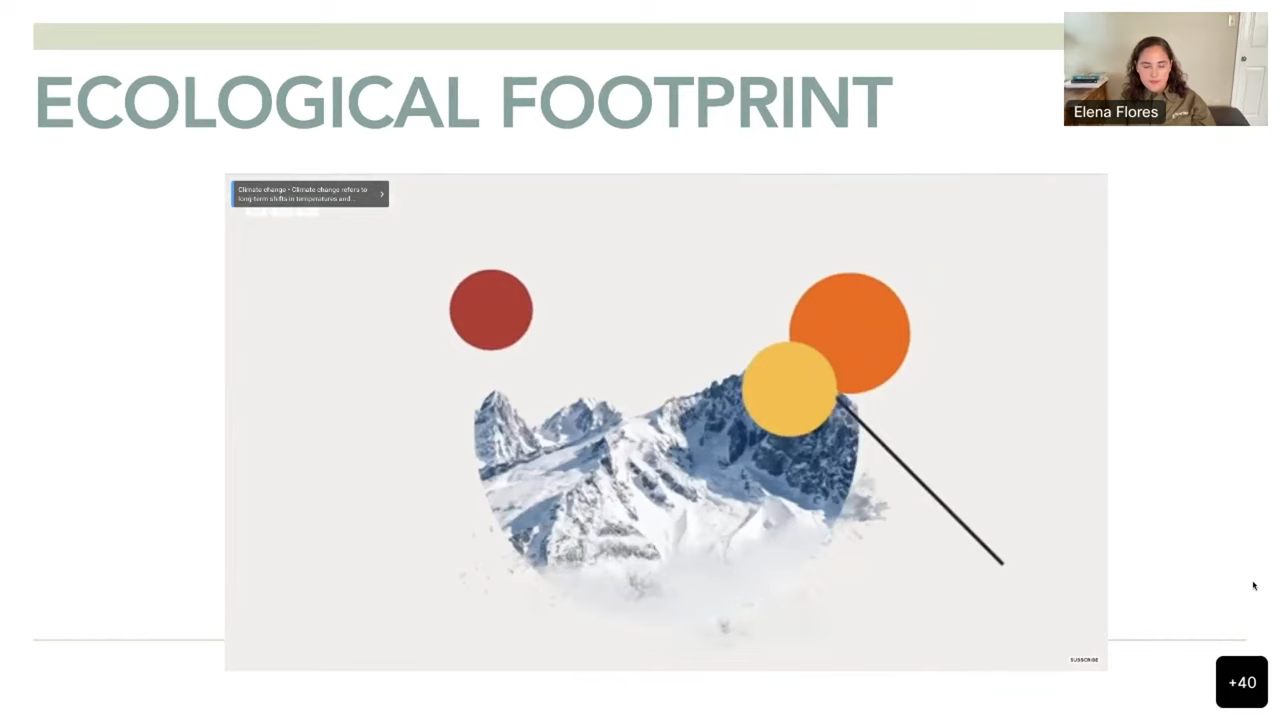 ECOLOGICAL FOOTPRINT
Elena Flores
Climate change • Climate change refers to
long-term shifts in temperatures and...
SUBSCRIBE
+40